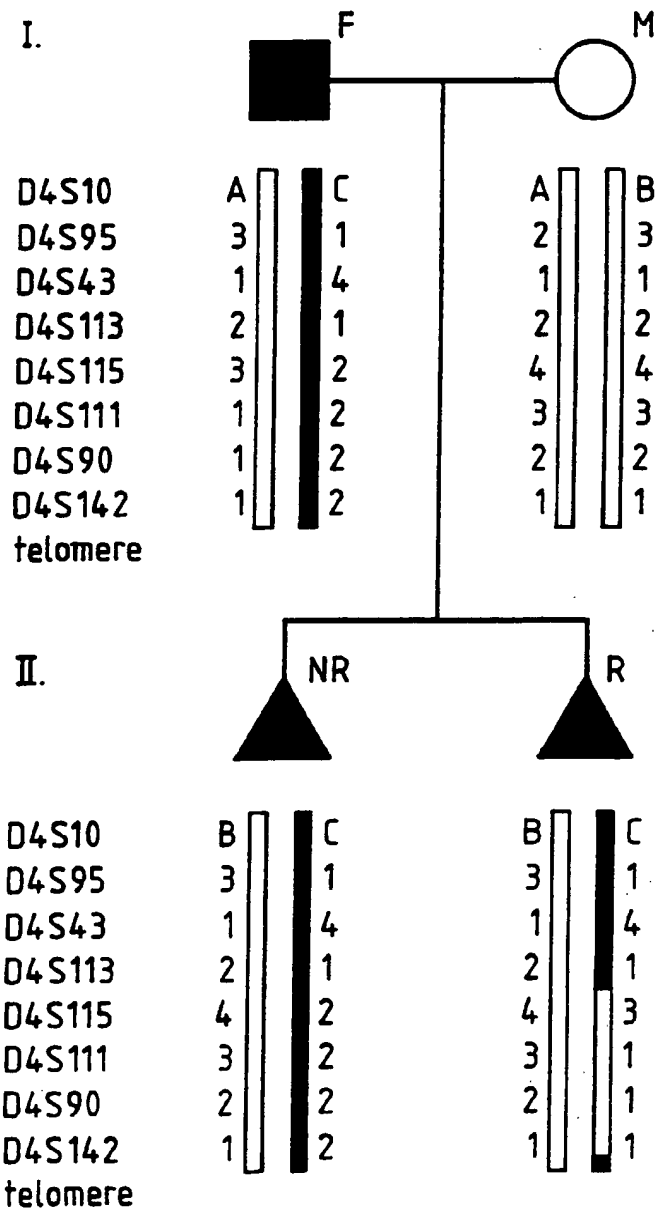 I. F M
D4S10 A C A B
D4S95 3 1 2 3
D4S43 1 4 1 1
D4S113 2 1 2 2
D4S115 3 2 4 4
D4S111 1 2 3 3
D4S90 1 2 2 2
D4S142 1 2 1 1
telomere
II. NR R
D4S10 B C B C
D4S95 3 1 3 1
D4S43 1 4 1 4
D4S113 2 1 2 1
D4S115 4 2 4 3
D4S111 3 2 3 1
D4S90 2 2 2 1
D4S142 1 2 1 1
telomere